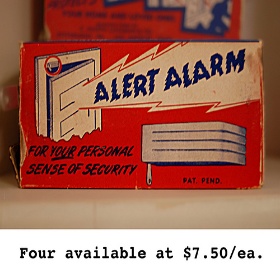 ALERT ALARM
FOR YOUR PERSONAL
SENSE OF SECURITY
PAT. PEND.
Four available at $7.50/ea.